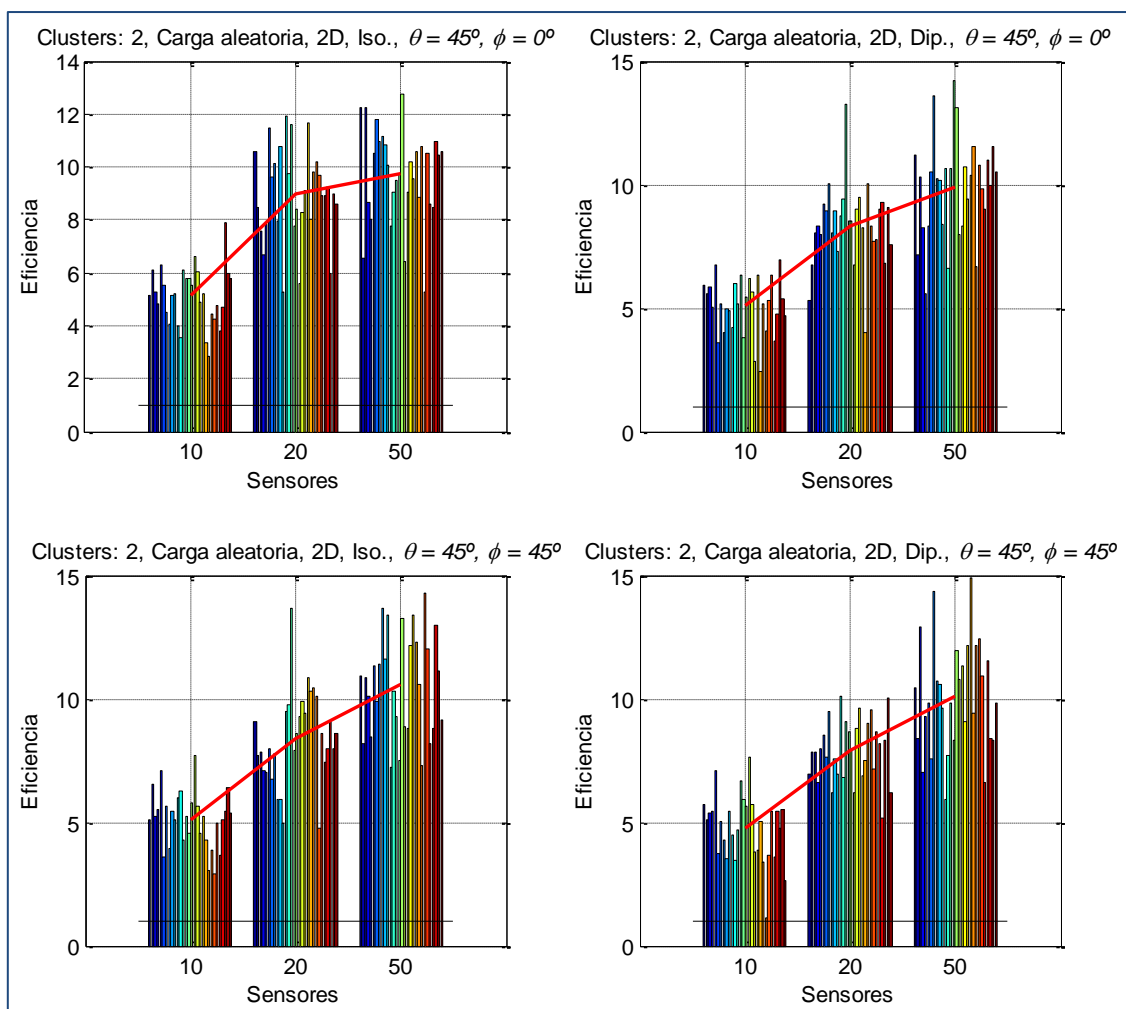 Clusters: 2, Carga aleatoria, 2D, Iso., θ = 45º, ϕ = 0º
14
12
10
8
6
4
2
0
Eficiencia
10 20 50
Sensores
Clusters: 2, Carga aleatoria, 2D, Dip., θ = 45º, ϕ = 0º
15
10
5
0
Eficiencia
10 20 50
Sensores
Clusters: 2, Carga aleatoria, 2D, Iso., θ = 45º, ϕ = 45º
15
10
5
0
Eficiencia
10 20 50
Sensores
Clusters: 2, Carga aleatoria, 2D, Dip., θ = 45º, ϕ = 45º
15
10
5
0
Eficiencia
10 20 50
Sensores